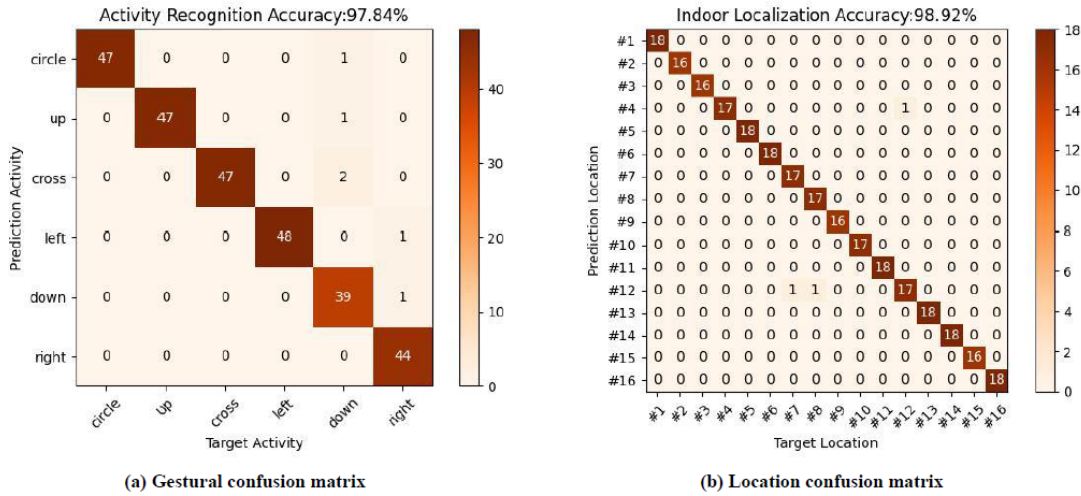 Activity Recognition Accuracy:97.84%
circle 47 0 0 0 1 0
up 0 47 0 0 1 0
cross 0 0 47 0 2 0
left 0 0 0 48 0 1
down 0 0 0 0 39 1
right 0 0 0 0 0 44
circle up cross left down right
Prediction Activity
Target Activity
40
30
20
10
0
(a) Gestural confusion matrix
Indoor Localization Accuracy:98.92%
#1 18 0 0 0 0 0 0 0 0 0 0 0 0 0 0 0
#2 0 16 0 0 0 0 0 0 0 0 0 0 0 0 0 0
#3 0 0 16 0 0 0 0 0 0 0 0 0 0 0 0 0
#4 0 0 0 17 0 0 0 0 0 0 0 1 0 0 0 0
#5 0 0 0 0 18 0 0 0 0 0 0 0 0 0 0 0
#6 0 0 0 0 0 18 0 0 0 0 0 0 0 0 0 0
#7 0 0 0 0 0 0 17 0 0 0 0 0 0 0 0 0
#8 0 0 0 0 0 0 0 17 0 0 0 0 0 0 0 0
#9 0 0 0 0 0 0 0 0 16 0 0 0 0 0 0 0
#10 0 0 0 0 0 0 0 0 0 17 0 0 0 0 0 0
#11 0 0 0 0 0 0 0 0 0 0 18 0 0 0 0 0
#12 0 0 0 0 0 0 1 1 0 0 0 17 0 0 0 0
#13 0 0 0 0 0 0 0 0 0 0 0 0 18 0 0 0
#14 0 0 0 0 0 0 0 0 0 0 0 0 0 18 0 0
#15 0 0 0 0 0 0 0 0 0 0 0 0 0 0 16 0
#16 0 0 0 0 0 0 0 0 0 0 0 0 0 0 0 18
#1 #2 #3 #4 #5 #6 #7 #8 #9 #10 #11 #12 #13 #14 #15 #16
Prediction Location
Target Location
18
16
14
12
10
8
6
4
2
0
(b) Location confusion matrix